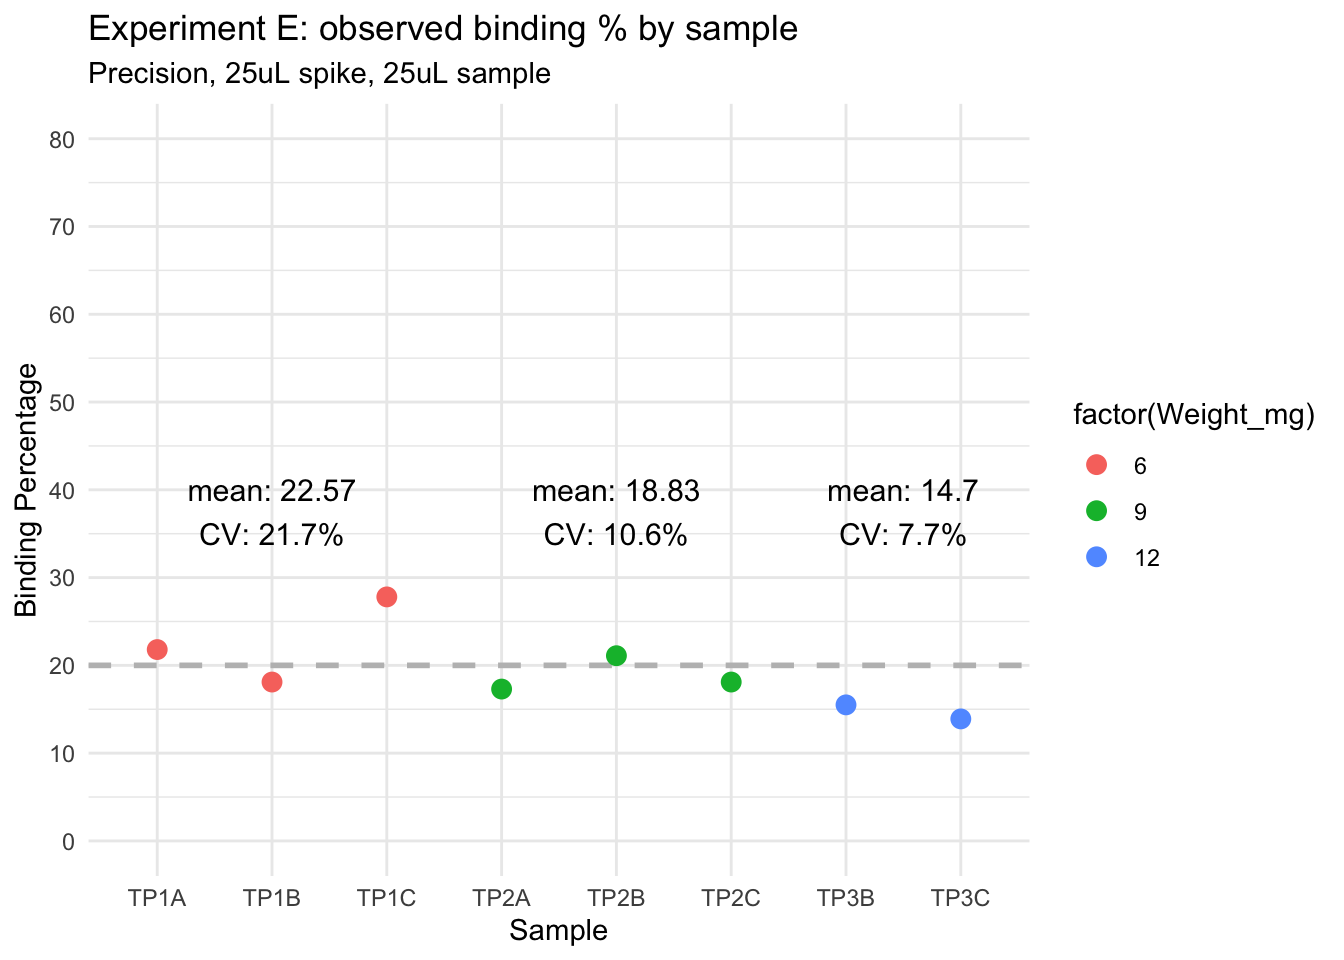 Experiment E: observed binding % by sample
Precision, 25uL spike, 25uL sample
Binding Percentage
80
70
60
50
40
30
20
10
0
mean: 22.57
CV: 21.7%
mean: 18.83
CV: 10.6%
mean: 14.7
CV: 7.7%
TP1A
TP1B
TP1C
TP2A
TP2B
TP2C
TP3B
TP3C
Sample
factor(Weight_mg)
6
9
12